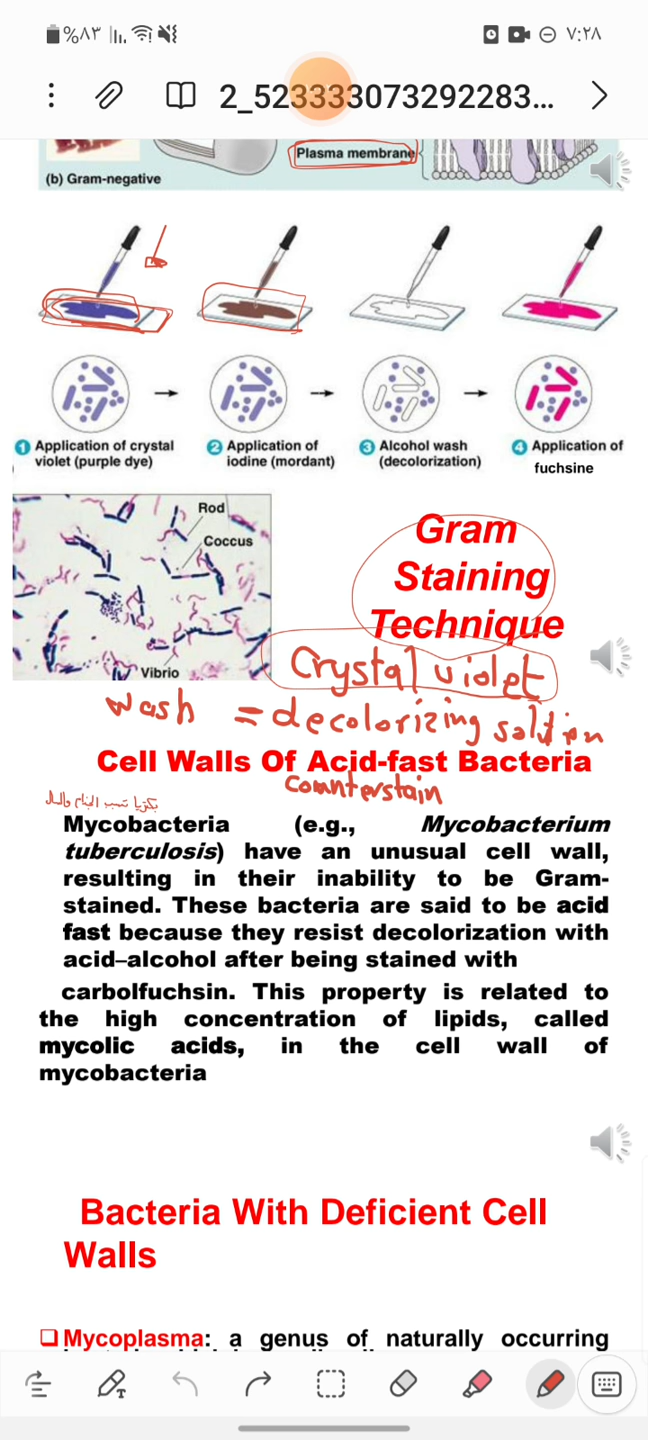 %٨٣
٧:٢٨
2_523333073292283...
Plasma membrane
(b) Gram-negative
1 Application of crystal
violet (purple dye)
2 Application of
iodine (mordant)
3 Alcohol wash
(decolorization)
4 Application of
fuchsine
Rod
Coccus
Vibrio
Gram
Staining
Technique
Crystal violet
wash = decolorizing solution
Cell Walls Of Acid-fast Bacteria
counterstain
بكتريا تسبب الجذام والسل
Mycobacteria (e.g., Mycobacterium
tuberculosis) have an unusual cell wall,
resulting in their inability to be Gram-
stained. These bacteria are said to be acid
fast because they resist decolorization with
acid–alcohol after being stained with
carbolfuchsin. This property is related to
the high concentration of lipids, called
mycolic acids, in the cell wall of
mycobacteria
Bacteria With Deficient Cell
Walls
Mycoplasma: a genus of naturally occurring